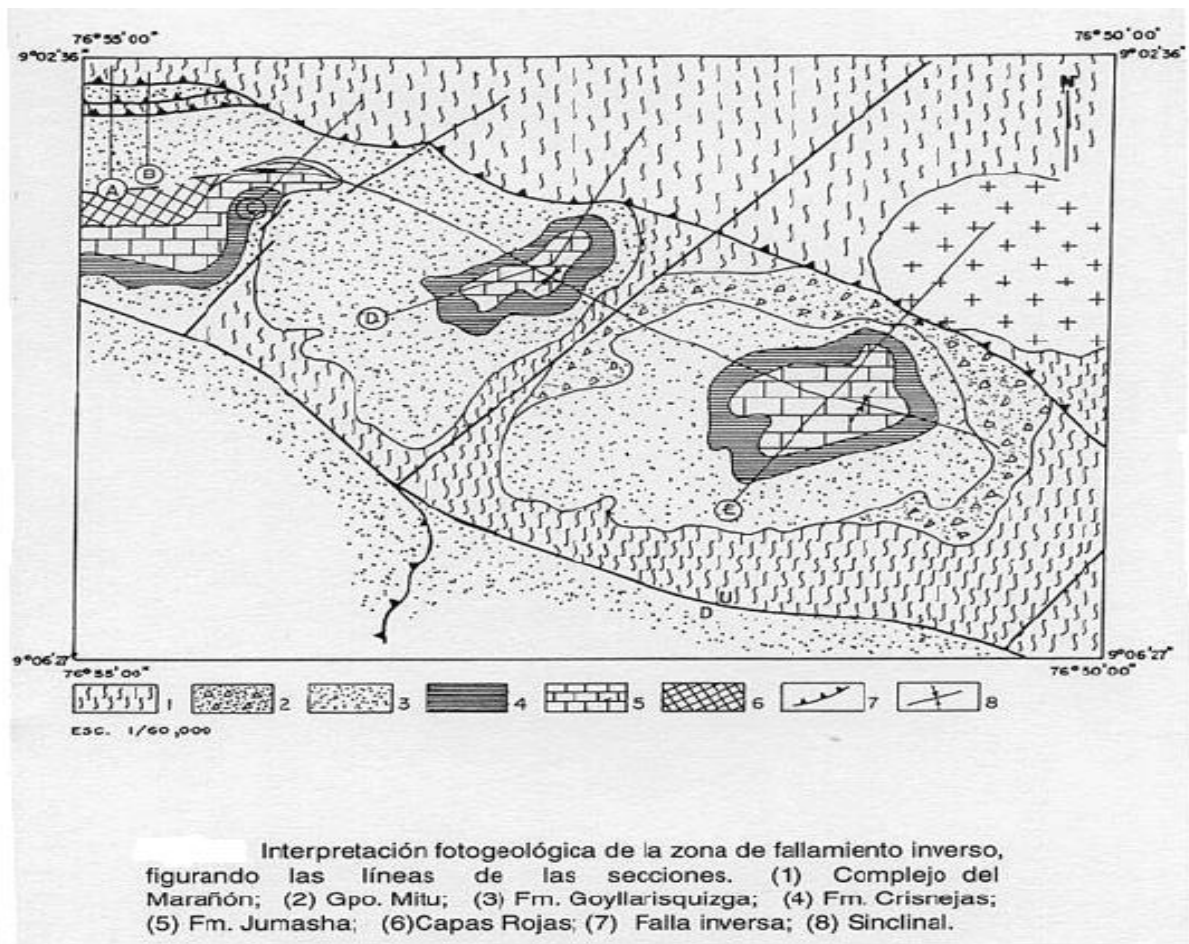 76°55'00" 76°50'00"
9°02'36" 9°02'36"
N
A B
C
D
E
U
D
9°06'27" 9°06'27"
76°55'00" 76°50'00"
1 2 3 4 5 6 7 8
ESC. 1/60,000
Interpretación fotogeológica de la zona de fallamiento inverso,
figurando las líneas de las secciones. (1) Complejo del
Marañón; (2) Gpo. Mitu; (3) Fm. Goyllarisquizga; (4) Fm. Crisnejas;
(5) Fm. Jumasha; (6)Capas Rojas; (7) Falla inversa; (8) Sinclinal.